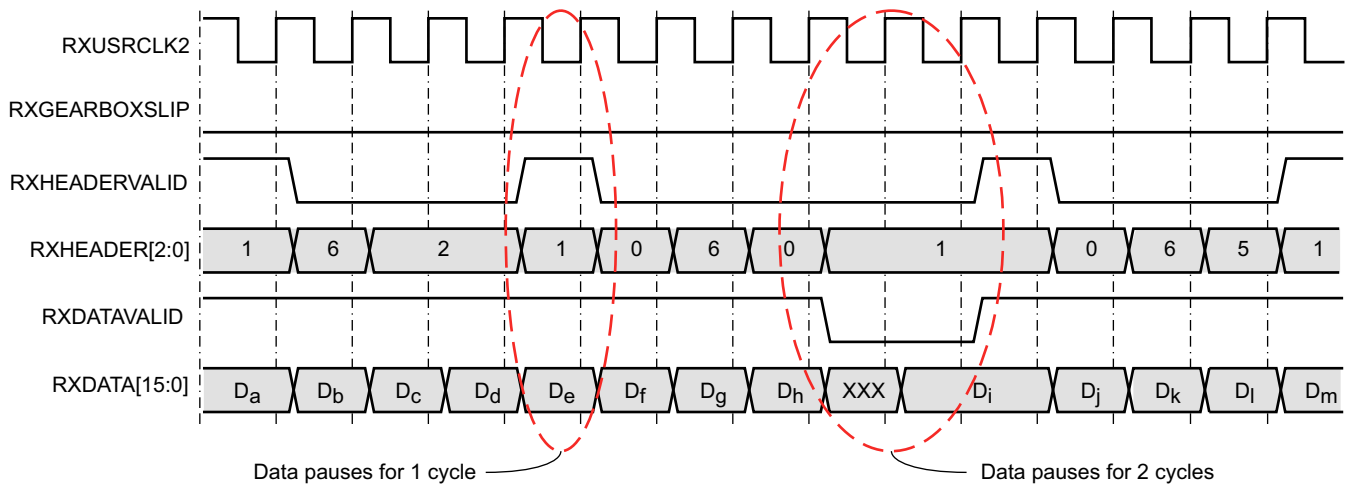 RXUSRCLK2
RXGEARBOXSLIP
RXHEADERVALID
RXHEADER[2:0] 1 6 2 1 0 6 0 1 0 6 5 1
RXDATAVALID
RXDATA[15:0] Da Db Dc Dd De Df Dg Dh XXX Di Dj Dk Dl Dm
Data pauses for 1 cycle Data pauses for 2 cycles